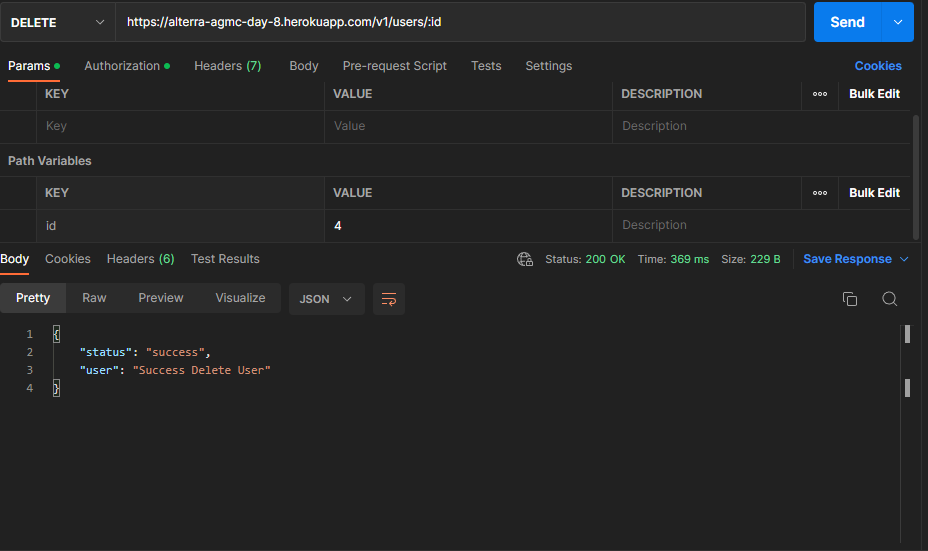 DELETE https://alterra-agmc-day-8.herokuapp.com/v1/users/:id Send
Params Authorization Headers (7) Body Pre-request Script Tests Settings Cookies
KEY VALUE DESCRIPTION Bulk Edit
Key Value Description
Path Variables
KEY VALUE DESCRIPTION Bulk Edit
id 4 Description
Body Cookies Headers (6) Test Results Status: 200 OK Time: 369 ms Size: 229 B Save Response
Pretty Raw Preview Visualize JSON
1 {
2 "status": "success",
3 "user": "Success Delete User"
4 }